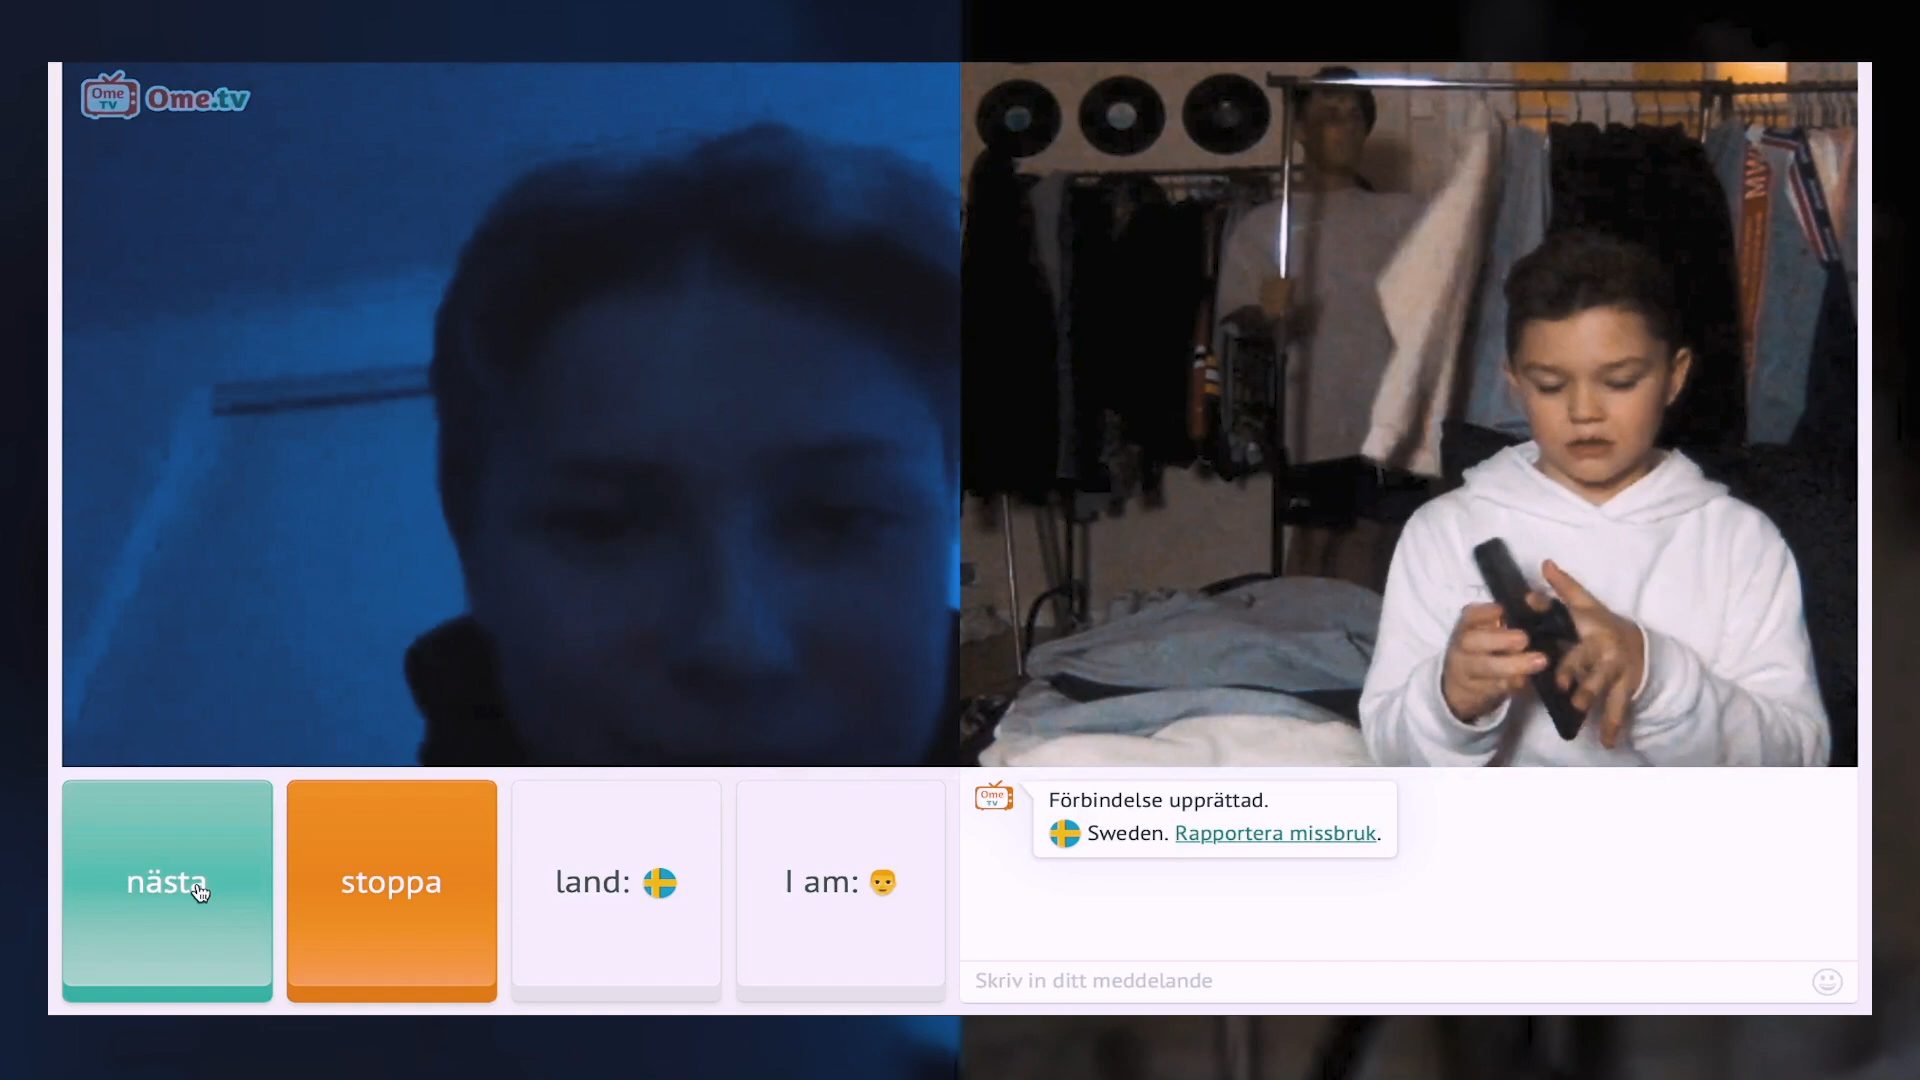 Ome
TV
Ome.tv
MV
nästa
stoppa
land:
I am:
Ome
TV
Förbindelse upprättad.
Sweden. Rapportera missbruk.
Skriv in ditt meddelande